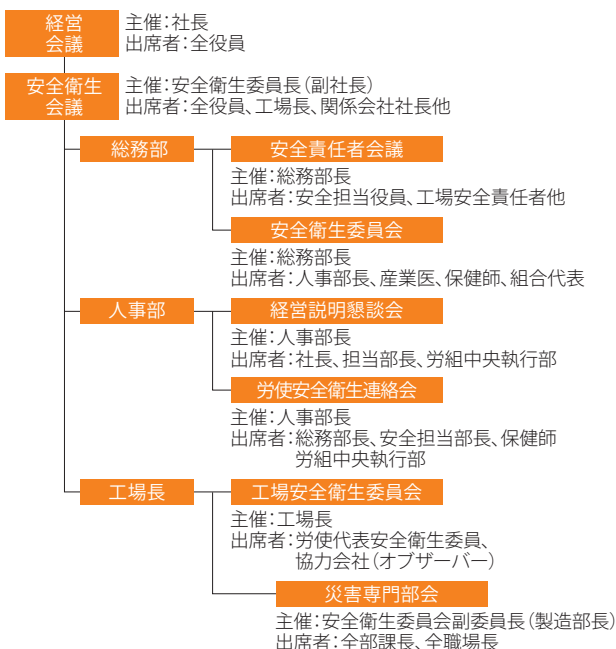 経営
会議
主催：社長
出席者：全役員
安全衛生
会議
主催：安全衛生委員長（副社長）
出席者：全役員、工場長、関係会社社長他
総務部
安全責任者会議
主催：総務部長
出席者：安全担当役員、工場安全責任者他
安全衛生委員会
主催：総務部長
出席者：人事部長、産業医、保健師、組合代表
人事部
経営説明懇談会
主催：人事部長
出席者：社長、担当部長、労組中央執行部
労使安全衛生連絡会
主催：人事部長
出席者：総務部長、安全担当部長、保健師
労組中央執行部
工場長
工場安全衛生委員会
主催：工場長
出席者：労使代表安全衛生委員、
協力会社（オブザーバー）
災害専門部会
主催：安全衛生委員会副委員長（製造部長）
出席者：全部課長、全職場長